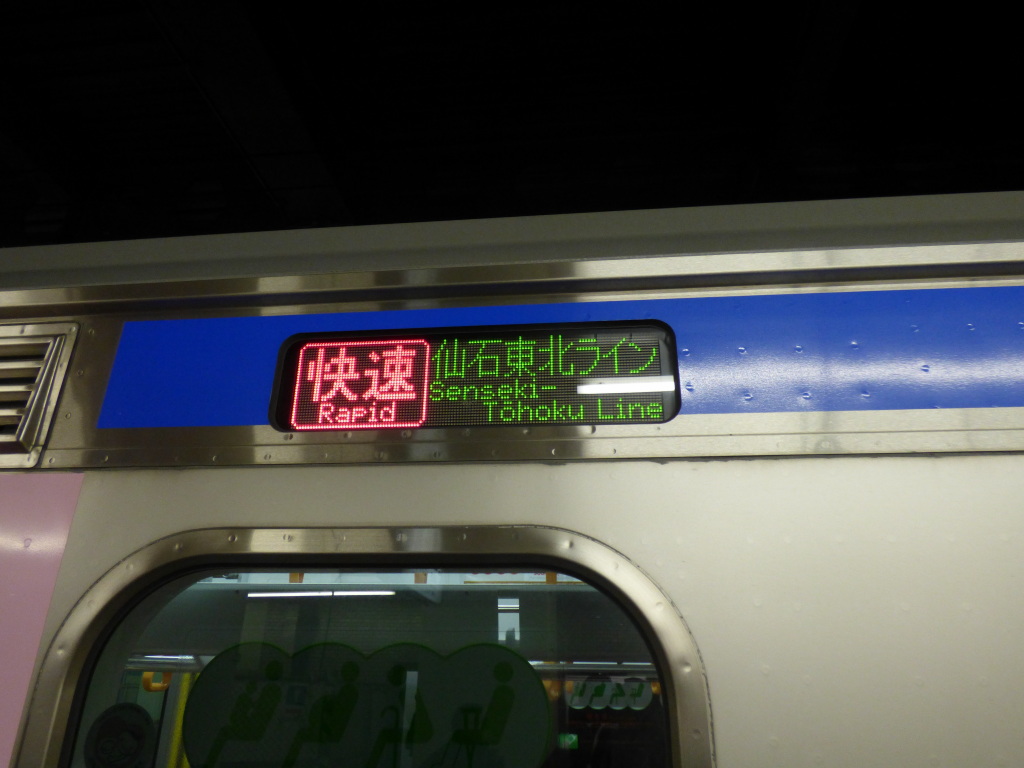 快速
Rapid
仙石東北ライン
Senseki-
Tōhoku Line